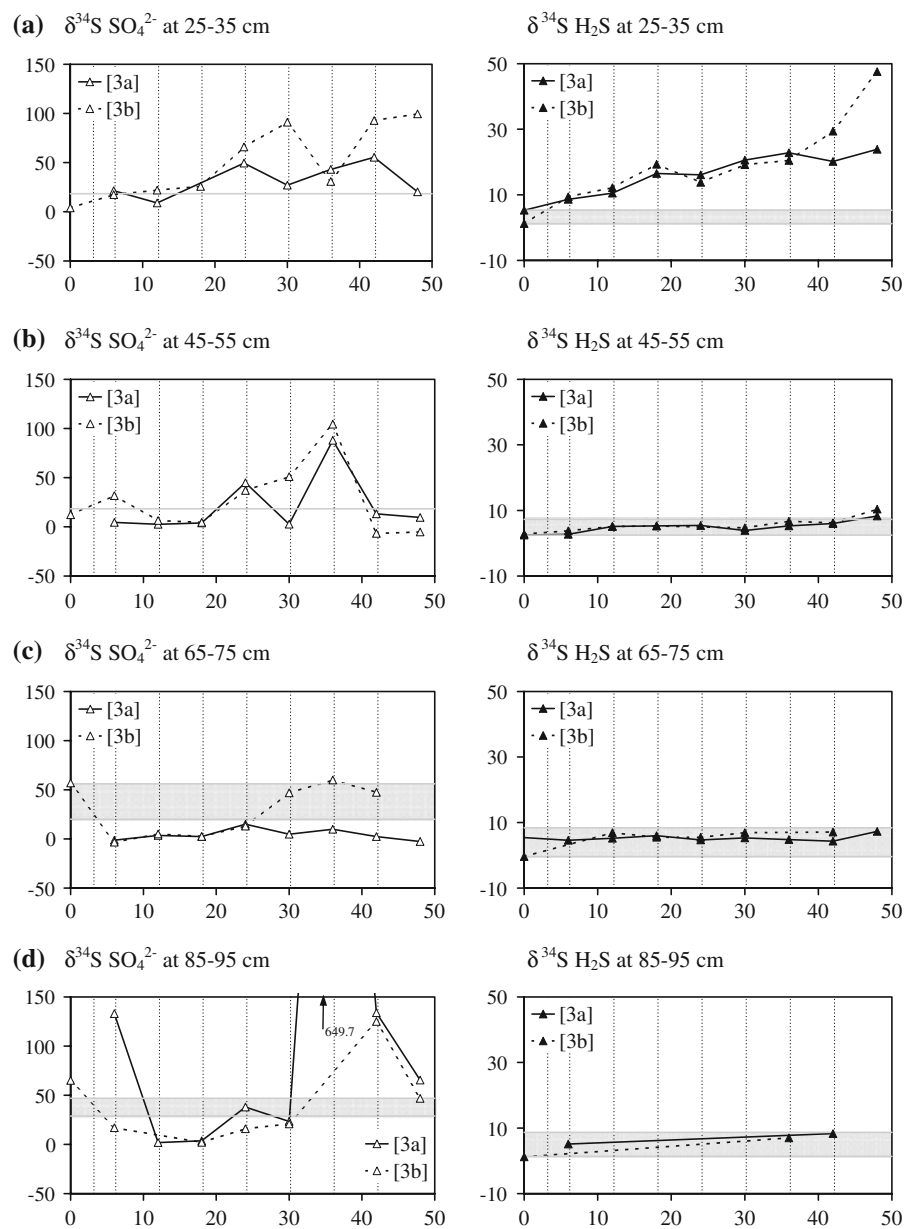 (a) δ³⁴S SO₄²⁻ at 25-35 cm
δ³⁴S H₂S at 25-35 cm
150
100
50
0
-50
[3a]
[3b]
0 10 20 30 40 50
50
30
10
-10
[3a]
[3b]
0 10 20 30 40 50
(b) δ³⁴S SO₄²⁻ at 45-55 cm
δ³⁴S H₂S at 45-55 cm
150
100
50
0
-50
[3a]
[3b]
0 10 20 30 40 50
50
30
10
-10
[3a]
[3b]
0 10 20 30 40 50
(c) δ³⁴S SO₄²⁻ at 65-75 cm
δ³⁴S H₂S at 65-75 cm
150
100
50
0
-50
[3a]
[3b]
0 10 20 30 40 50
50
30
10
-10
[3a]
[3b]
0 10 20 30 40 50
(d) δ³⁴S SO₄²⁻ at 85-95 cm
δ³⁴S H₂S at 85-95 cm
150
100
50
0
-50
649.7
[3a]
[3b]
0 10 20 30 40 50
50
30
10
-10
[3a]
[3b]
0 10 20 30 40 50